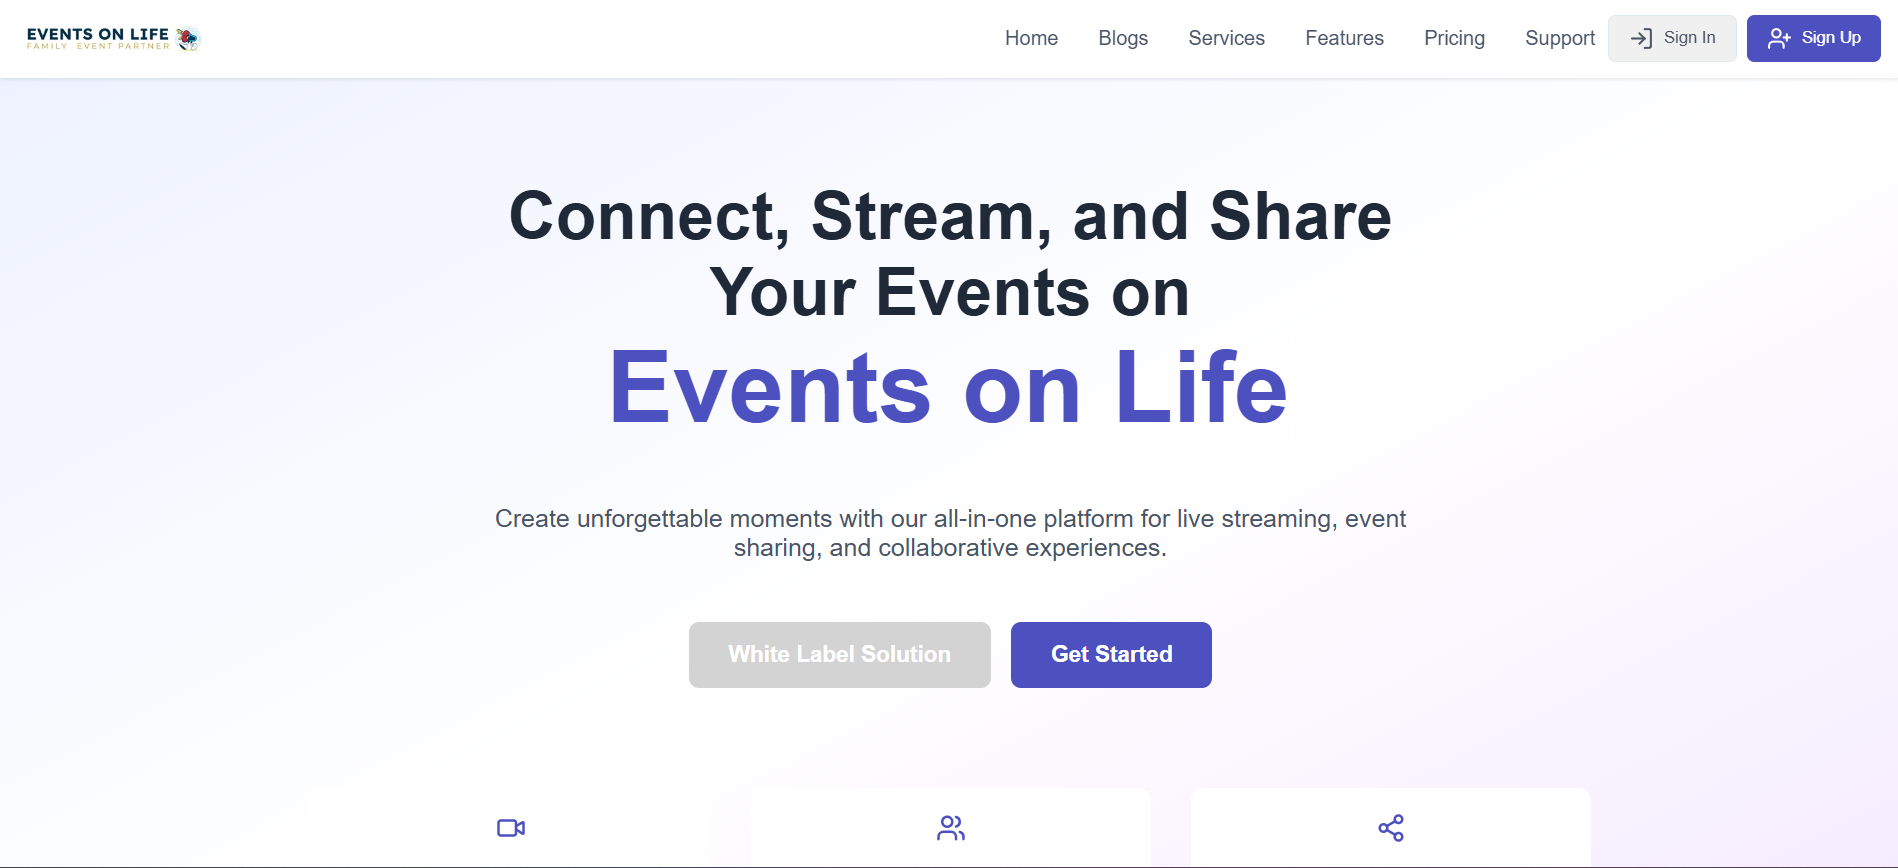 EVENTS ON LIFE
FAMILY EVENT PARTNER
Home
Blogs
Services
Features
Pricing
Support
Sign In
Sign Up
Connect, Stream, and Share
Your Events on
Events on Life
Create unforgettable moments with our all-in-one platform for live streaming, event
sharing, and collaborative experiences.
White Label Solution
Get Started